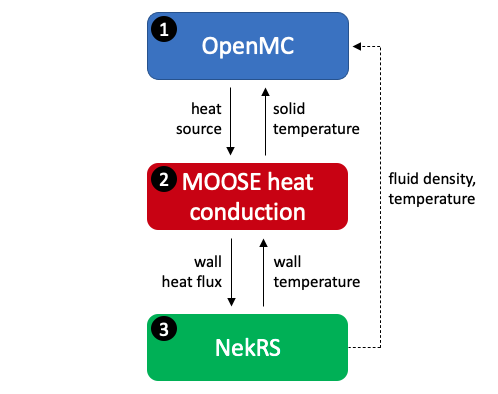 1
OpenMC
heat
source
solid
temperature
fluid density,
temperature
2
MOOSE heat
conduction
wall
heat flux
wall
temperature
3
NekRS